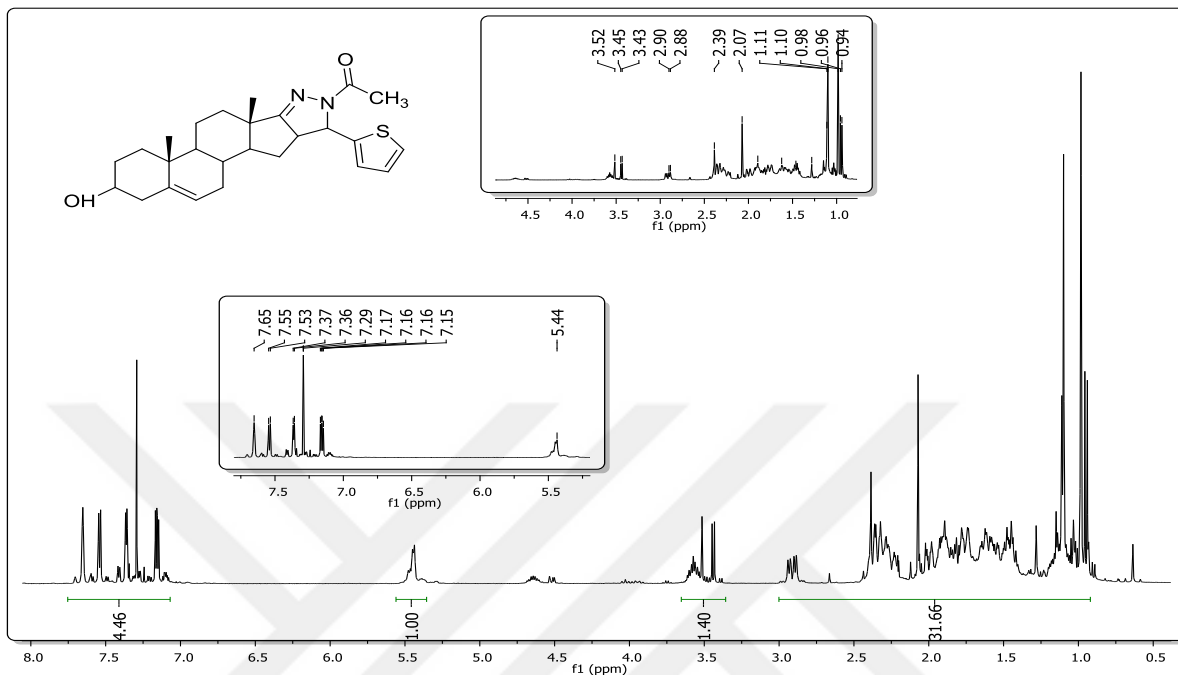 3.52 3.45 3.43 2.90 2.88 2.39 2.07 1.11 1.10 0.98 0.96 0.94
4.5 4.0 3.5 3.0 2.5 2.0 1.5 1.0
f1 (ppm)
O
CH3
N
N
S
OH
7.65 7.55 7.53 7.37 7.36 7.29 7.17 7.16 7.16 7.15 5.44
7.5 7.0 6.5 6.0 5.5
f1 (ppm)
4.46 1.00 1.40 31.66
8.0 7.5 7.0 6.5 6.0 5.5 5.0 4.5 4.0 3.5 3.0 2.5 2.0 1.5 1.0 0.5
f1 (ppm)